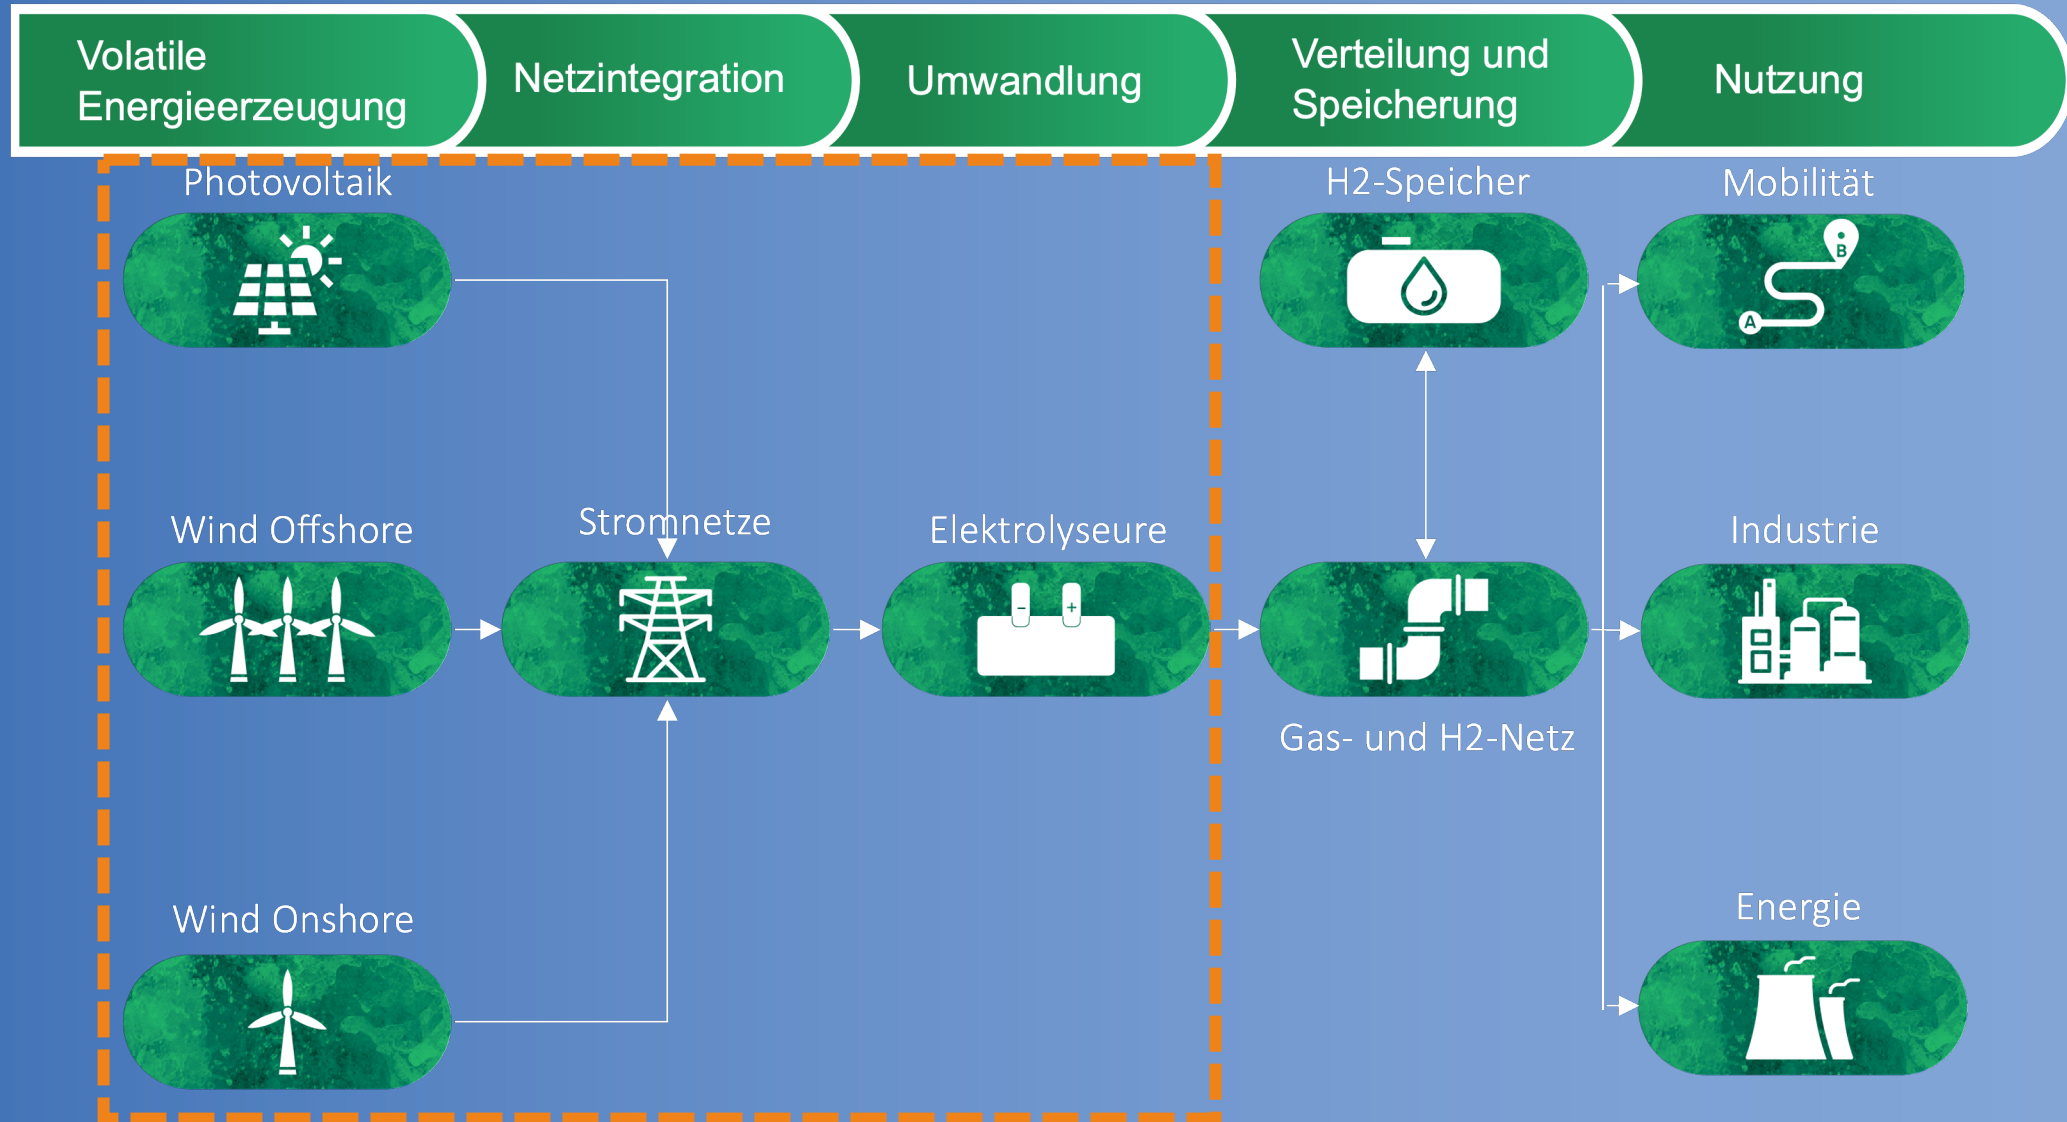 Volatile
Energieerzeugung
Netzintegration
Umwandlung
Verteilung und
Speicherung
Nutzung
Photovoltaik
H2-Speicher
Mobilität
B
A
Wind Offshore
Stromnetze
Elektrolyseure
Industrie
- +
Gas- und H2-Netz
Wind Onshore
Energie